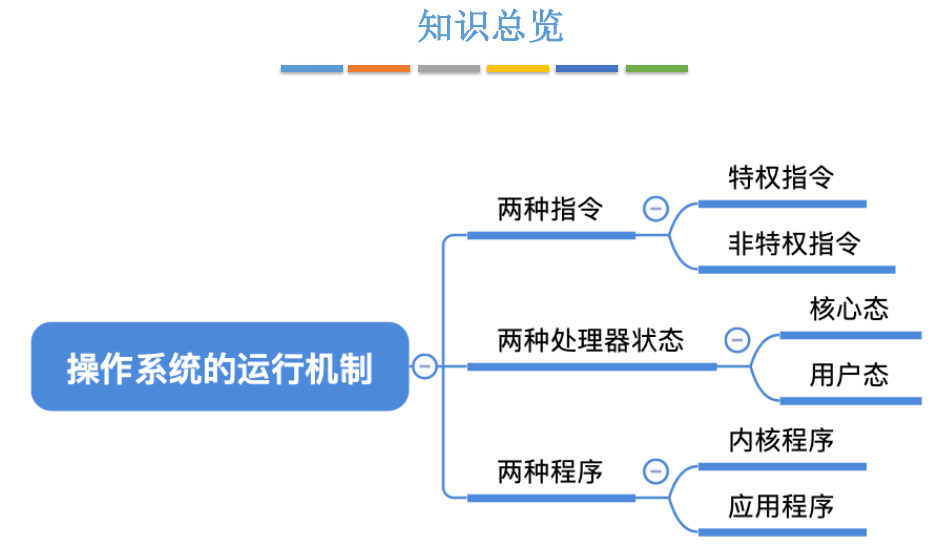 知识总览
操作系统的运行机制
两种指令
特权指令
非特权指令
两种处理器状态
核心态
用户态
两种程序
内核程序
应用程序